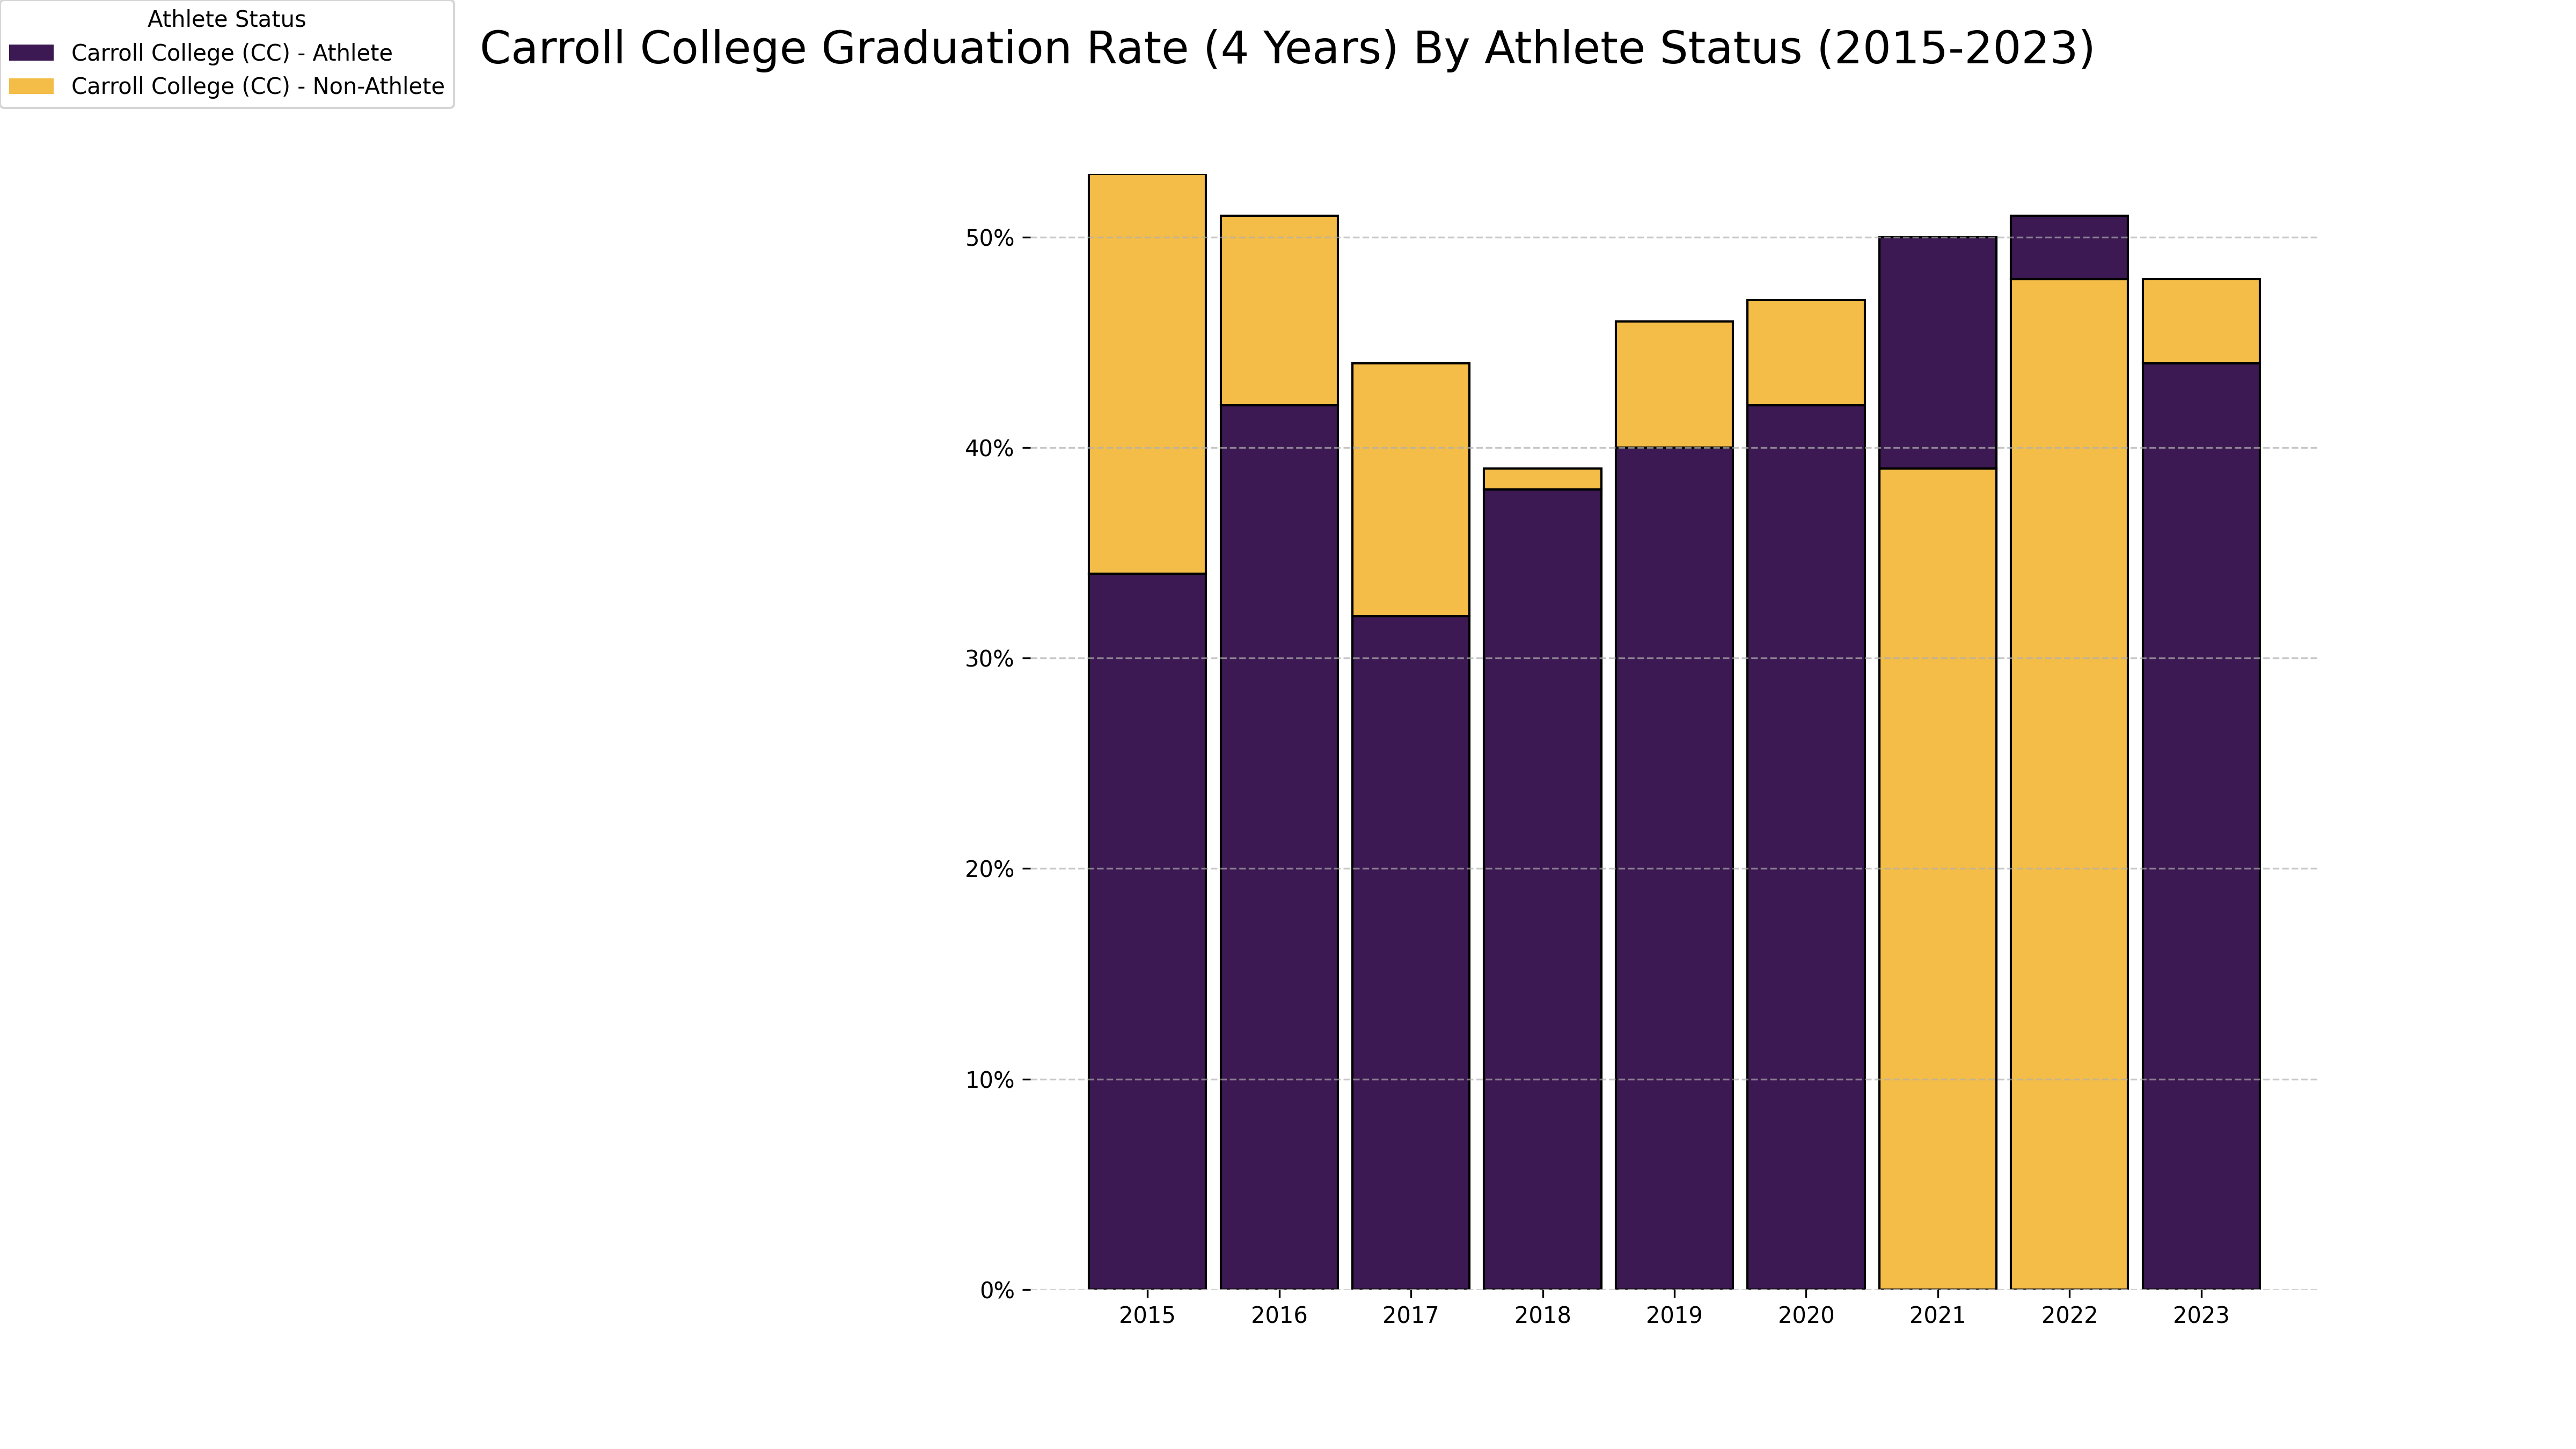 Athlete Status
Carroll College (CC) - Athlete
Carroll College (CC) - Non-Athlete
Carroll College Graduation Rate (4 Years) By Athlete Status (2015-2023)
50%
40%
30%
20%
10%
0%
2015 2016 2017 2018 2019 2020 2021 2022 2023